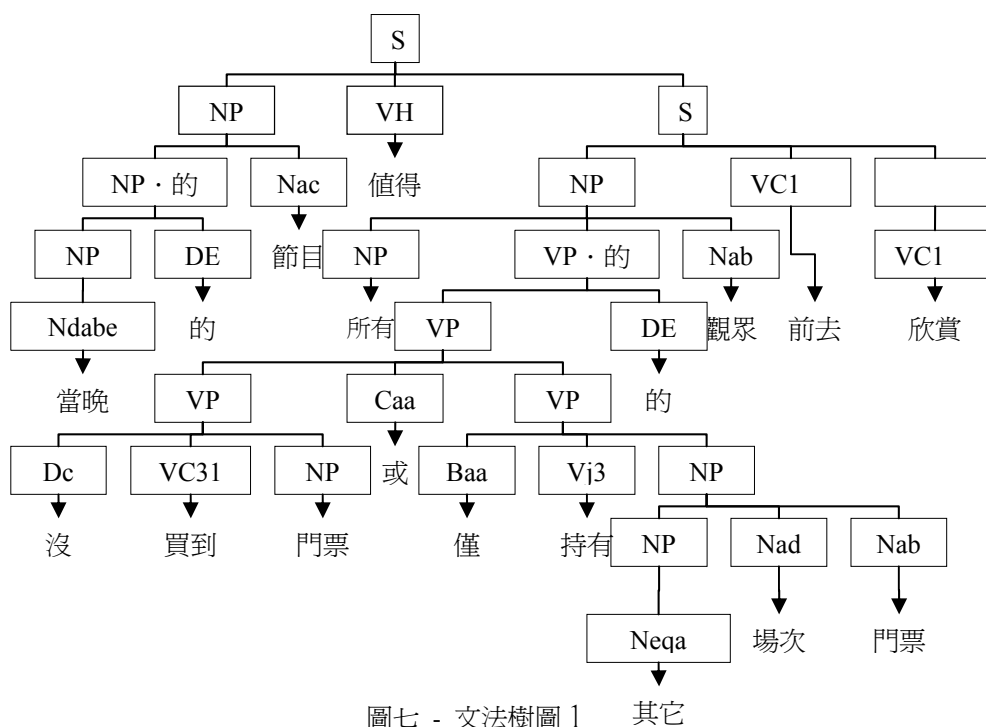 S
NP VH S
NP‧的 Nac 值得 NP VC1
NP DE 節目 NP VP‧的 Nab VC1
Ndabe 的 所有 VP DE 觀眾 前去 欣賞
當晚 VP Caa VP 的
Dc VC31 NP 或 Baa Vj3 NP
沒 買到 門票 僅 持有 NP Nad Nab
Neqa 場次 門票
圖七 - 文法樹圖 1 其它